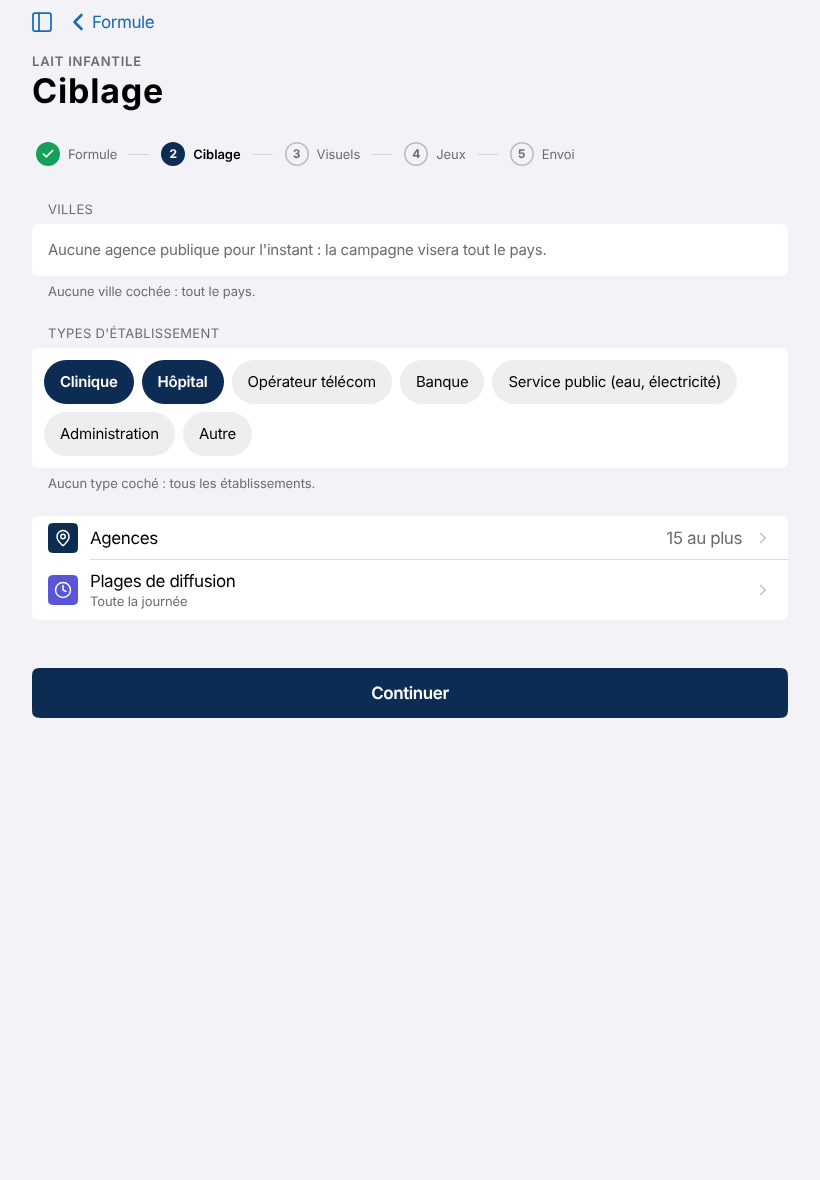 Formule
LAIT INFANTILE
Ciblage
Formule
2 Ciblage
3 Visuels
4 Jeux
5 Envoi
VILLES
Aucune agence publique pour l'instant : la campagne visera tout le pays.
Aucune ville cochée : tout le pays.
TYPES D'ÉTABLISSEMENT
Clinique
Hôpital
Opérateur télécom
Banque
Service public (eau, électricité)
Administration
Autre
Aucun type coché : tous les établissements.
Agences
15 au plus
Plages de diffusion
Toute la journée
Continuer